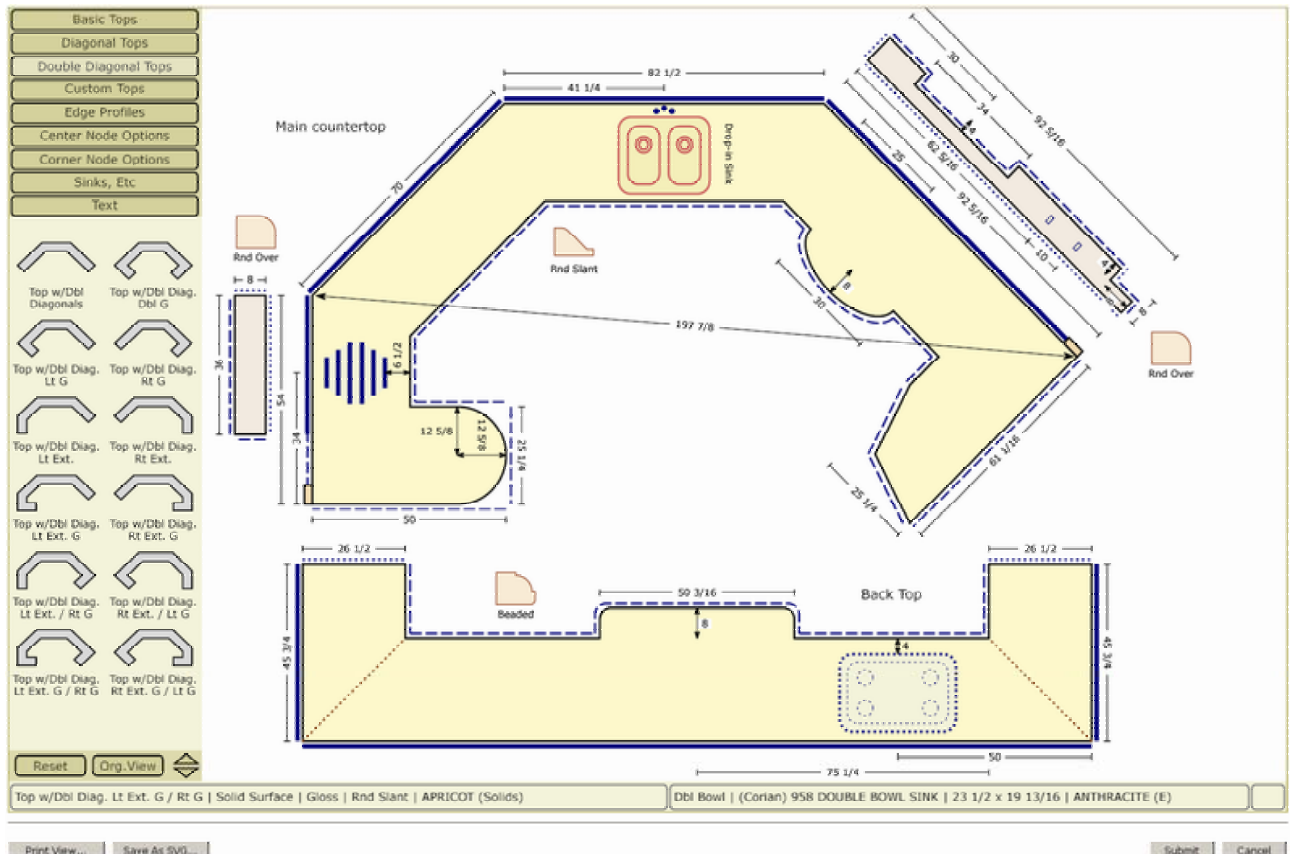 Basic Tops
Diagonal Tops
Double Diagonal Tops
Custom Tops
Edge Profiles
Center Node Options
Corner Node Options
Sinks, Etc
Text
Top w/Dbl
Diagonals
Top w/Dbl Diag.
Dbl G
Top w/Dbl Diag.
Lt G
Top w/Dbl Diag.
Rt G
Top w/Dbl Diag.
Lt Ext.
Top w/Dbl Diag.
Rt Ext.
Top w/Dbl Diag.
Lt Ext. G
Top w/Dbl Diag.
Rt Ext. G
Top w/Dbl Diag.
Lt Ext. / Rt G
Top w/Dbl Diag.
Rt Ext. / Lt G
Top w/Dbl Diag.
Lt Ext. G / Rt G
Top w/Dbl Diag.
Rt Ext. G / Lt G
Reset
Org.View
Main countertop
82 1/2
41 1/4
70
Drop-in Sink
Rnd Over
8
36
54
34
Rnd Slant
6 1/2
12 5/8
12 5/8
25 1/4
50
197 7/8
8
30
25
62 5/16
92 5/16
10
30
34
4
92 5/16
4
8
8
Rnd Over
61 1/16
25 1/4
26 1/2
26 1/2
Beaded
50 3/16
Back Top
8
4
45 3/4
45 3/4
50
75 1/4
Top w/Dbl Diag. Lt Ext. G / Rt G | Solid Surface | Gloss | Rnd Slant | APRICOT (Solids)
Dbl Bowl | (Corian) 958 DOUBLE BOWL SINK | 23 1/2 x 19 13/16 | ANTHRACITE (E)
Print View...
Save As SVG...
Submit
Cancel